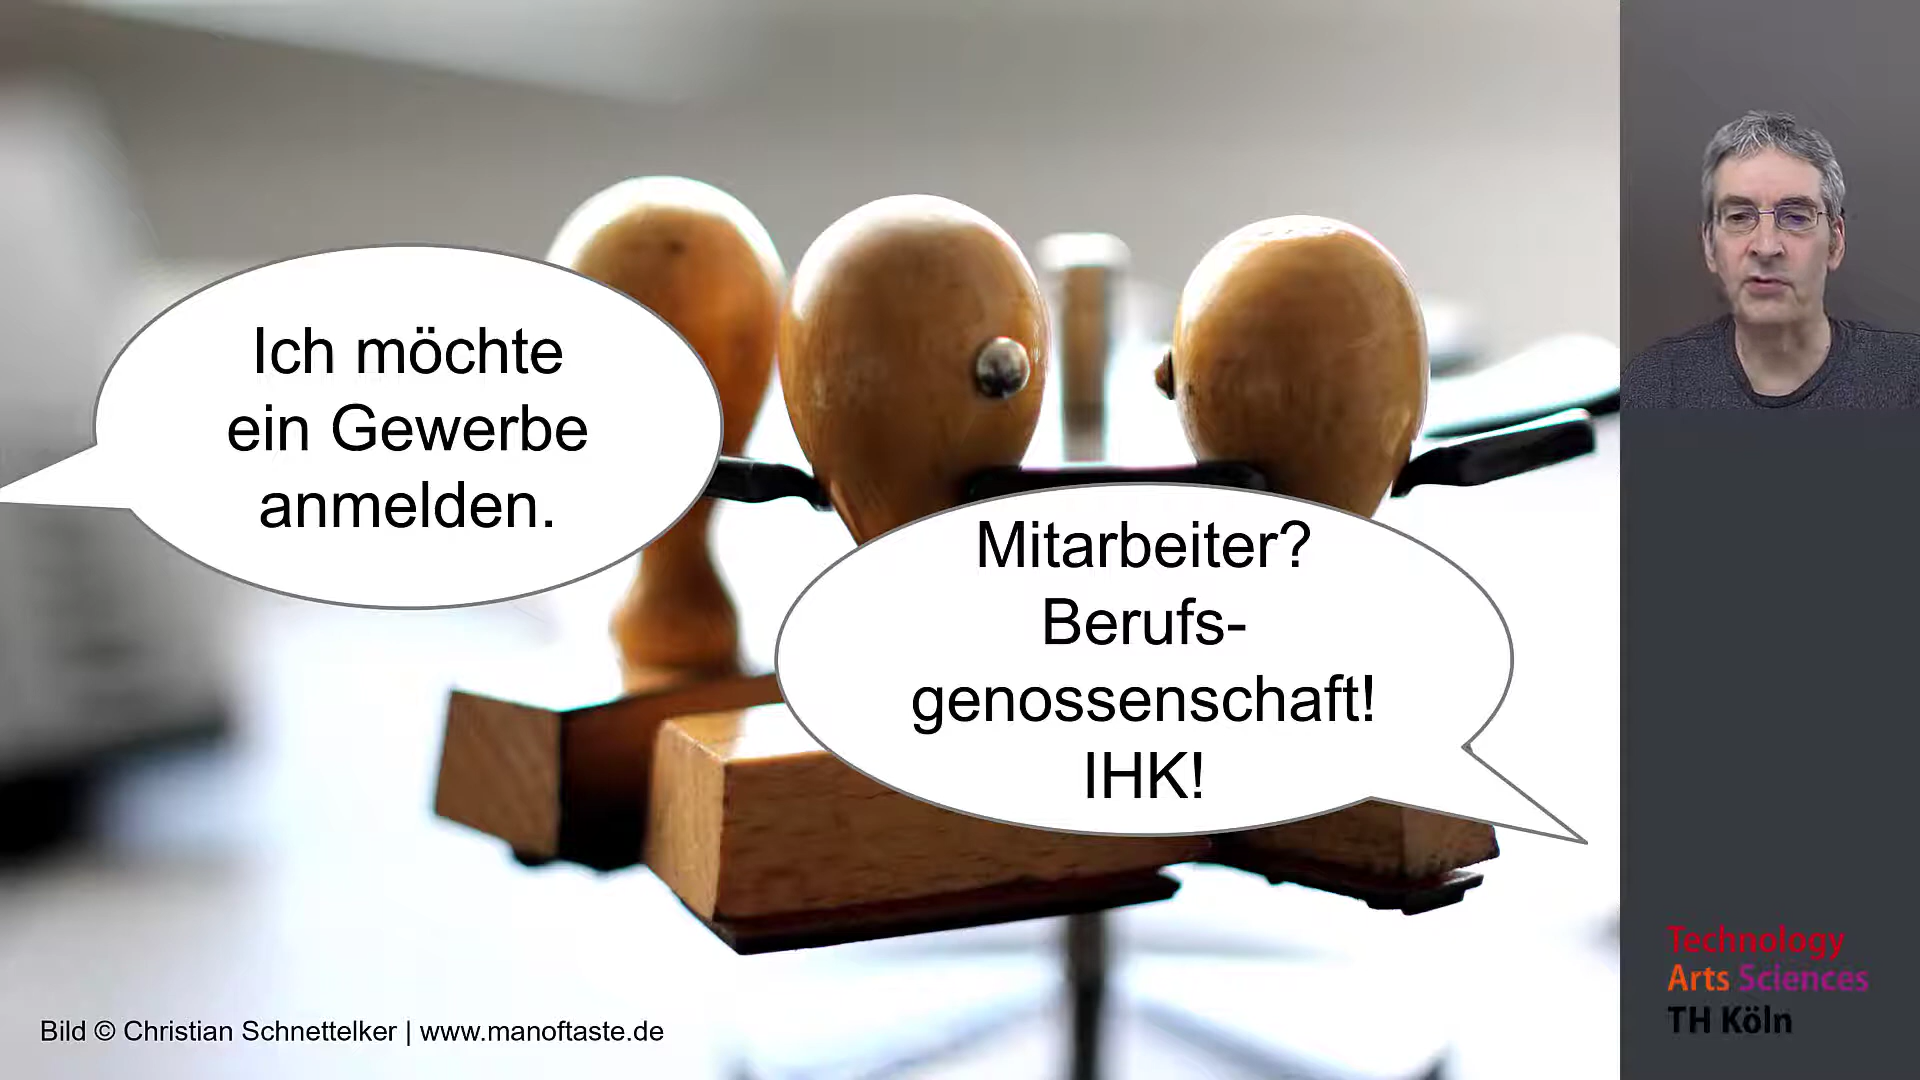 Ich möchte
ein Gewerbe
anmelden.
Mitarbeiter?
Berufs-
genossenschaft!
IHK!
Bild © Christian Schnettelker | www.manoftaste.de
Technology
Arts Sciences
TH Köln